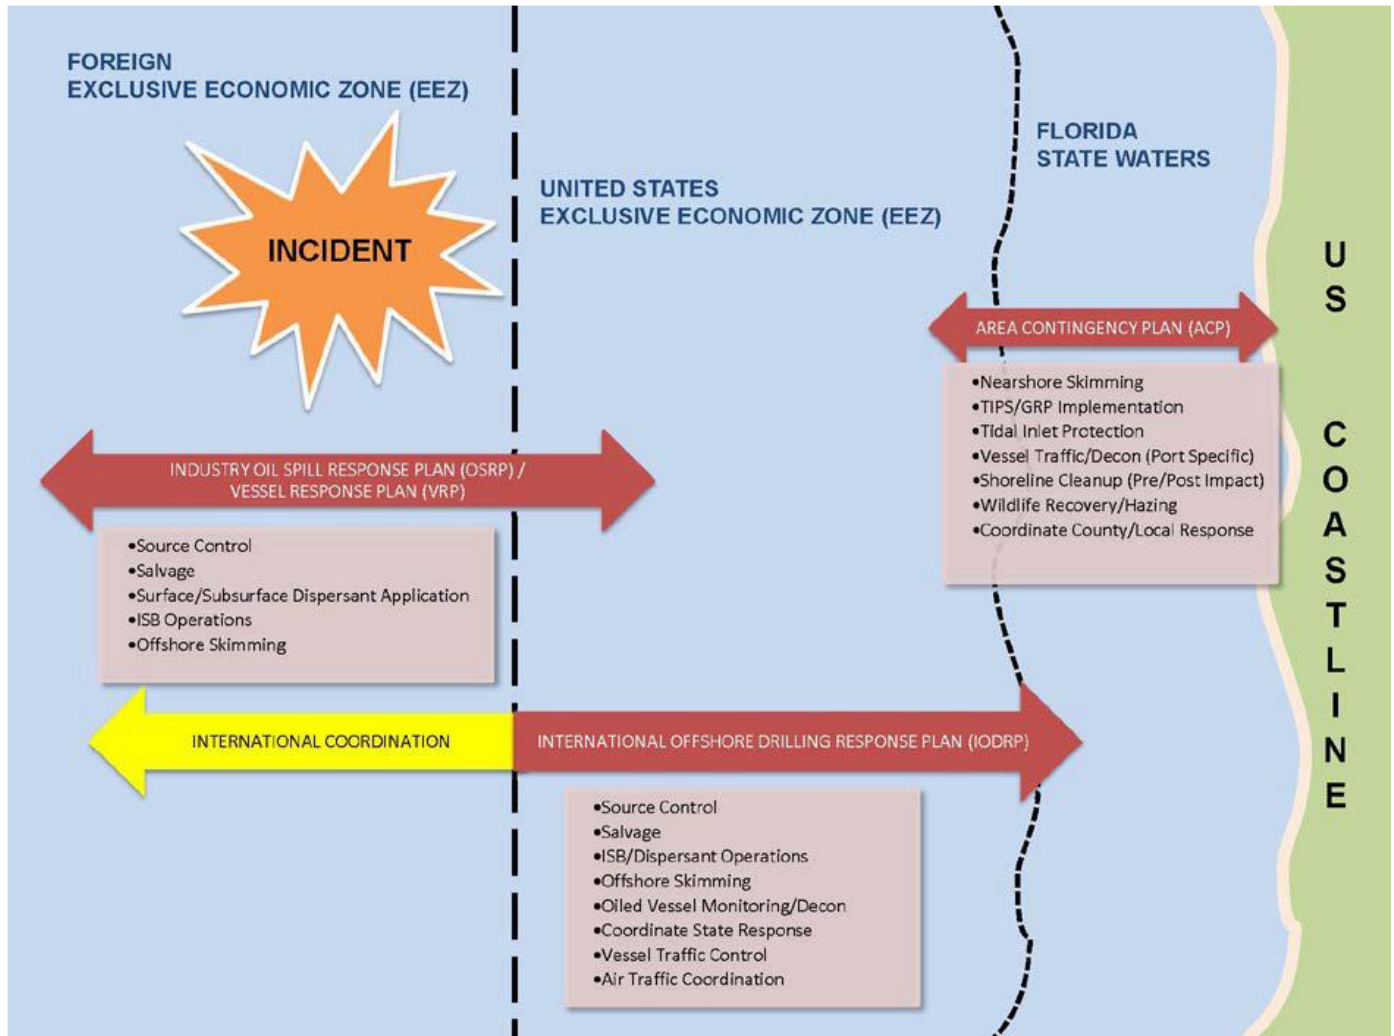 FOREIGN
EXCLUSIVE ECONOMIC ZONE (EEZ)
INCIDENT
UNITED STATES
EXCLUSIVE ECONOMIC ZONE (EEZ)
FLORIDA
STATE WATERS
US COASTLINE
AREA CONTINGENCY PLAN (ACP)
•Nearshore Skimming
•TIPS/GRP Implementation
•Tidal Inlet Protection
•Vessel Traffic/Decon (Port Specific)
•Shoreline Cleanup (Pre/Post Impact)
•Wildlife Recovery/Hazing
•Coordinate County/Local Response
INDUSTRY OIL SPILL RESPONSE PLAN (OSRP) /
VESSEL RESPONSE PLAN (VRP)
•Source Control
•Salvage
•Surface/Subsurface Dispersant Application
•ISB Operations
•Offshore Skimming
INTERNATIONAL COORDINATION
INTERNATIONAL OFFSHORE DRILLING RESPONSE PLAN (IODRP)
•Source Control
•Salvage
•ISB/Dispersant Operations
•Offshore Skimming
•Oiled Vessel Monitoring/Decon
•Coordinate State Response
•Vessel Traffic Control
•Air Traffic Coordination